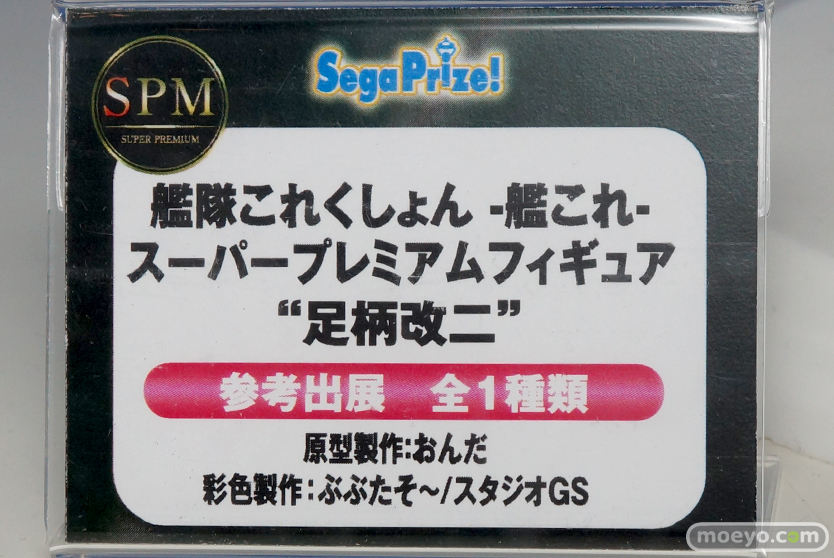 SegaPrize!
SPM
SUPER PREMIUM
艦隊これくしょん -艦これ-
スーパープレミアムフィギュア
“足柄改二”
参考出展 全1種類
原型製作:おんだ
彩色製作:ぶぶたそ～/スタジオGS
moeyo.com